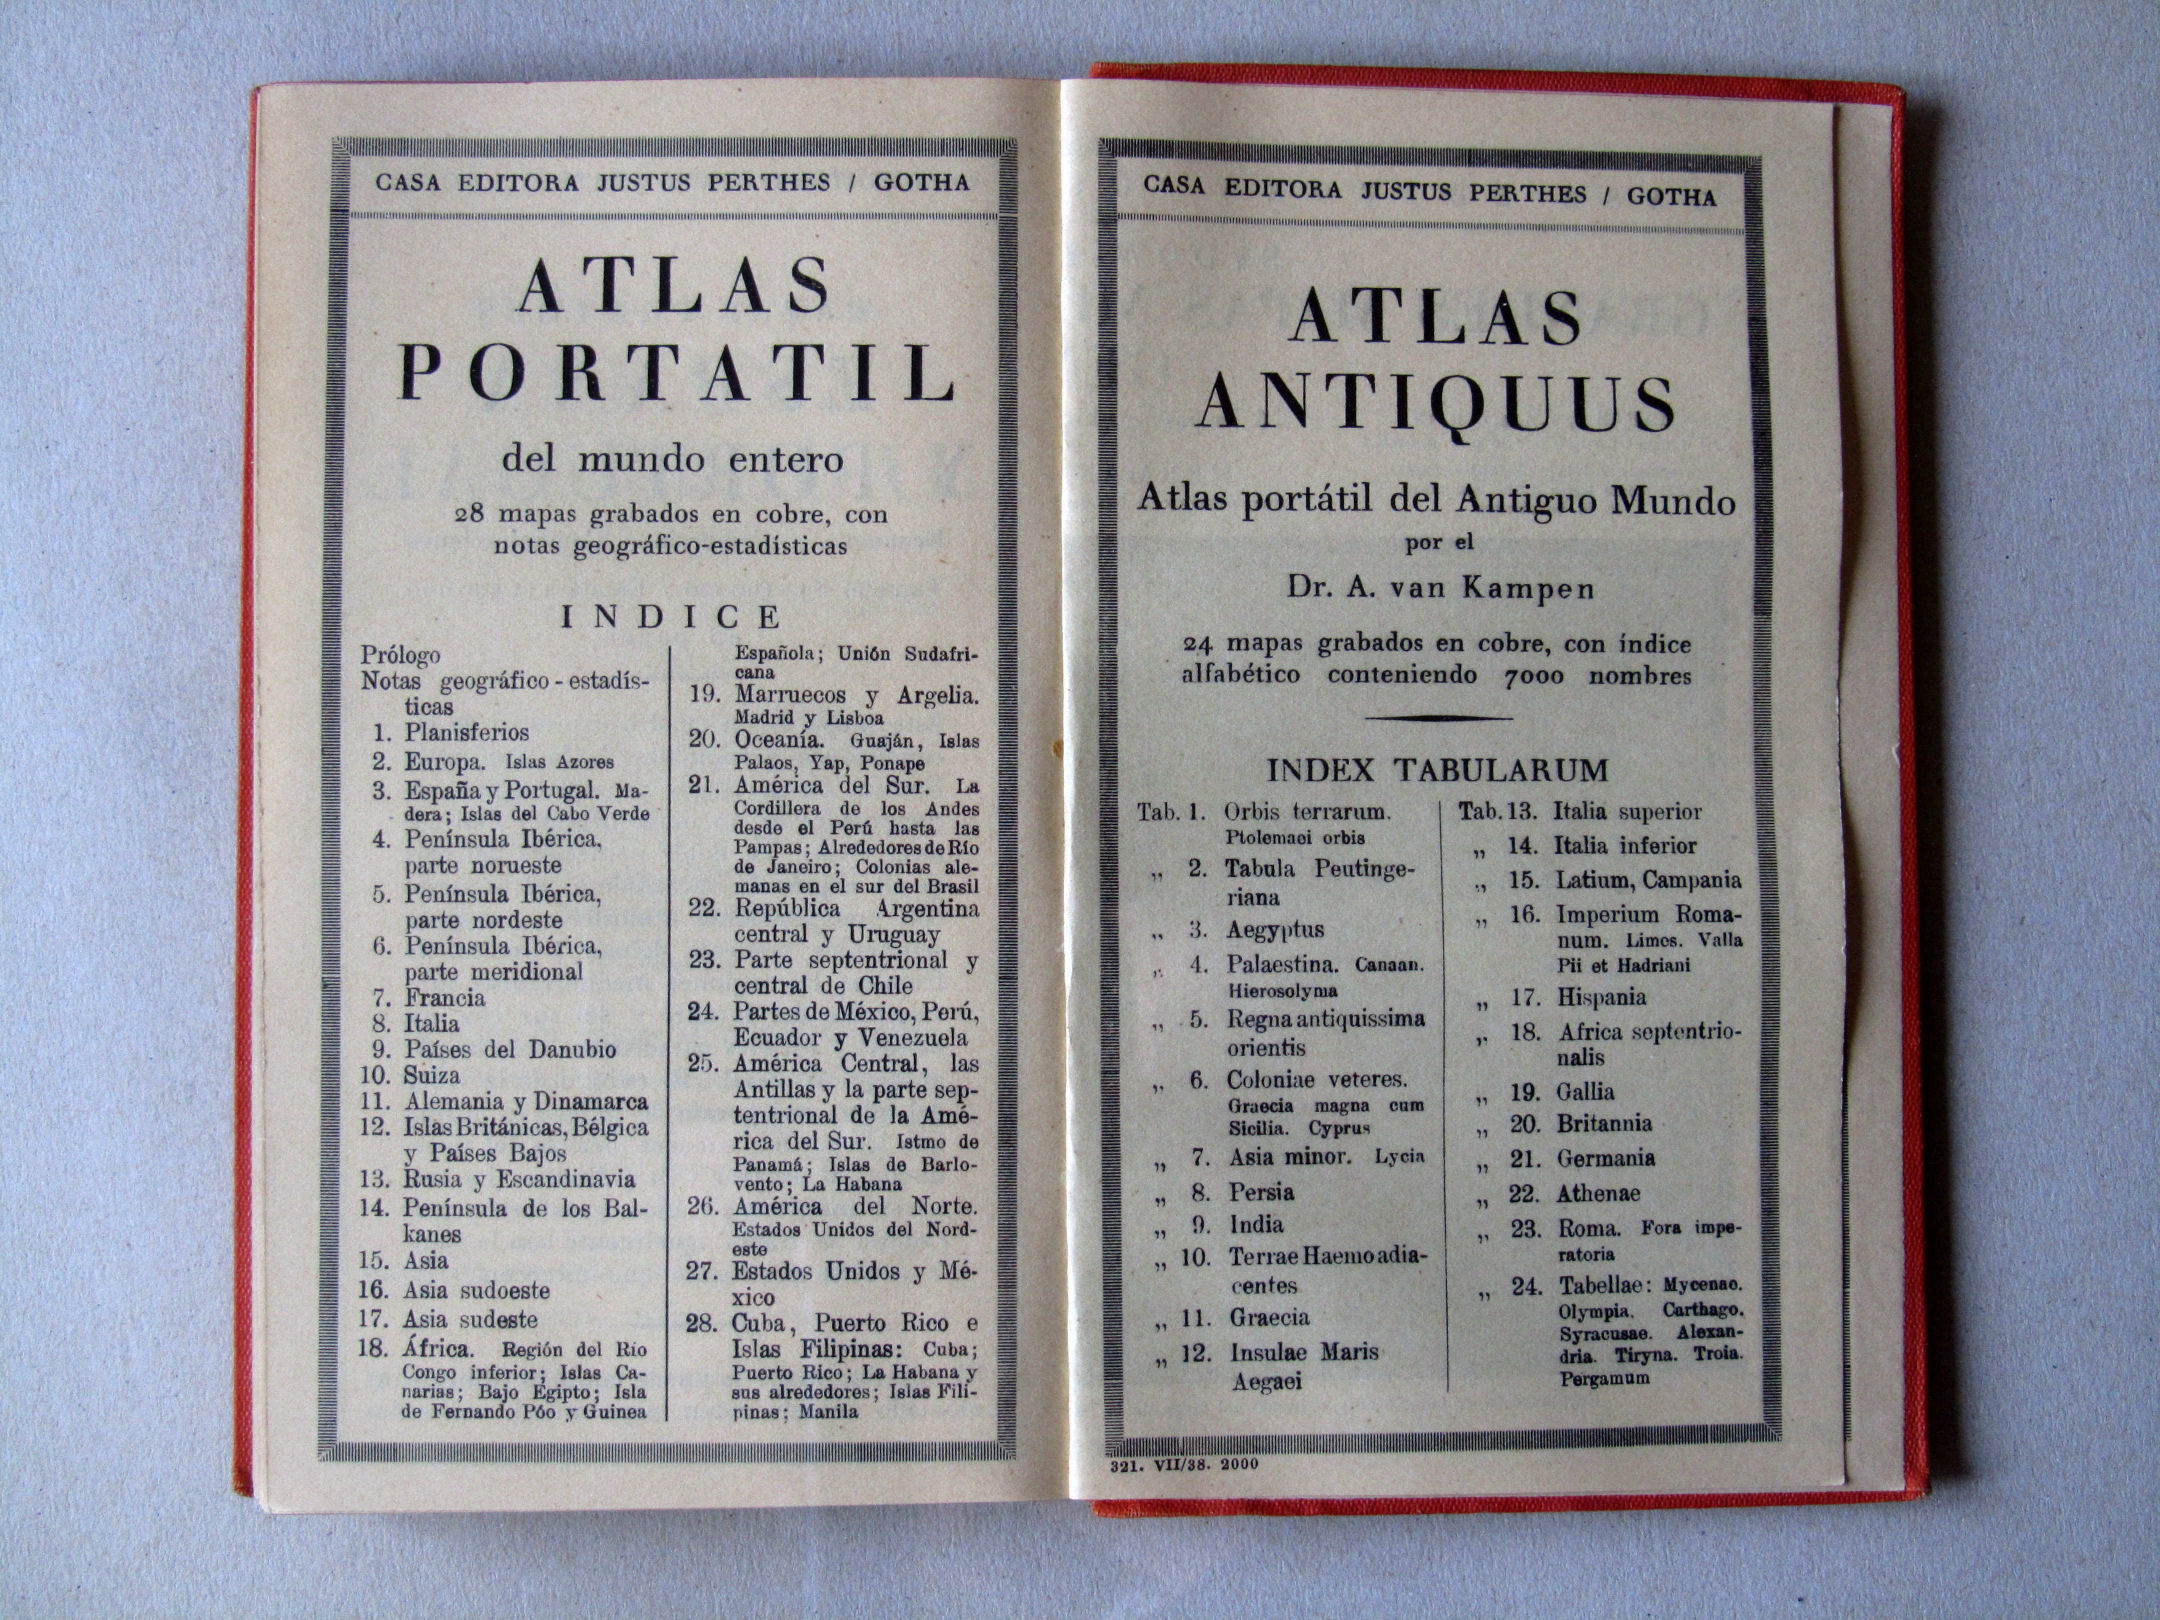 CASA EDITORA JUSTUS PERTHES / GOTHA
ATLAS
PORTATIL
del mundo entero
28 mapas grabados en cobre, con
notas geográfico-estadísticas
INDICE
Prólogo
Notas geográfico-estadís-
ticas
1. Planisferios
2. Europa. Islas Azores
3. España y Portugal. Ma-
dera; Islas del Cabo Verde
4. Península Ibérica,
parte norueste
5. Península Ibérica,
parte nordeste
6. Península Ibérica,
parte meridional
7. Francia
8. Italia
9. Países del Danubio
10. Suiza
11. Alemania y Dinamarca
12. Islas Británicas, Bélgica
y Países Bajos
13. Rusia y Escandinavia
14. Península de los Bal-
kanes
15. Asia
16. Asia sudoeste
17. Asia sudeste
18. África. Región del Río
Congo inferior; Islas Ca-
narias; Bajo Egipto; Isla
de Fernando Póo y Guinea
Española; Unión Sudafri-
cana
19. Marruecos y Argelia.
Madrid y Lisboa
20. Oceanía. Guaján, Islas
Palaos, Yap, Ponape
21. América del Sur. La
Cordillera de los Andes
desde el Perú hasta las
Pampas; Alrededores de Río
de Janeiro; Colonias ale-
manas en el sur del Brasil
22. República Argentina
central y Uruguay
23. Parte septentrional y
central de Chile
24. Partes de México, Perú,
Ecuador y Venezuela
25. América Central, las
Antillas y la parte sep-
tentrional de la Amé-
rica del Sur. Istmo de
Panamá; Islas de Barlo-
vento; La Habana
26. América del Norte.
Estados Unidos del Nord-
este
27. Estados Unidos y Mé-
xico
28. Cuba, Puerto Rico e
Islas Filipinas: Cuba;
Puerto Rico; La Habana y
sus alrededores; Islas Fili-
pinas; Manila
CASA EDITORA JUSTUS PERTHES / GOTHA
ATLAS
ANTIQUUS
Atlas portátil del Antiguo Mundo
por el
Dr. A. van Kampen
24 mapas grabados en cobre, con índice
alfabético conteniendo 7000 nombres
INDEX TABULARUM
Tab. 1. Orbis terrarum.
Ptolemaei orbis
„ 2. Tabula Peutinge-
riana
„ 3. Aegyptus
„ 4. Palaestina. Canaan.
Hierosolyma
„ 5. Regna antiquissima
orientis
„ 6. Coloniae veteres.
Graecia magna cum
Sicilia. Cyprus
„ 7. Asia minor. Lycia
„ 8. Persia
„ 9. India
„ 10. Terrae Haemo adia-
centes
„ 11. Graecia
„ 12. Insulae Maris
Aegaei
Tab. 13. Italia superior
„ 14. Italia inferior
„ 15. Latium, Campania
„ 16. Imperium Roma-
num. Limes. Valla
Pii et Hadriani
„ 17. Hispania
„ 18. Africa septentrio-
nalis
„ 19. Gallia
„ 20. Britannia
„ 21. Germania
„ 22. Athenae
„ 23. Roma. Fora impe-
ratoria
„ 24. Tabellae: Mycenae.
Olympia. Carthago.
Syracusae. Alexan-
dria. Tiryna. Troia.
Pergamum
321. VII/38. 2000